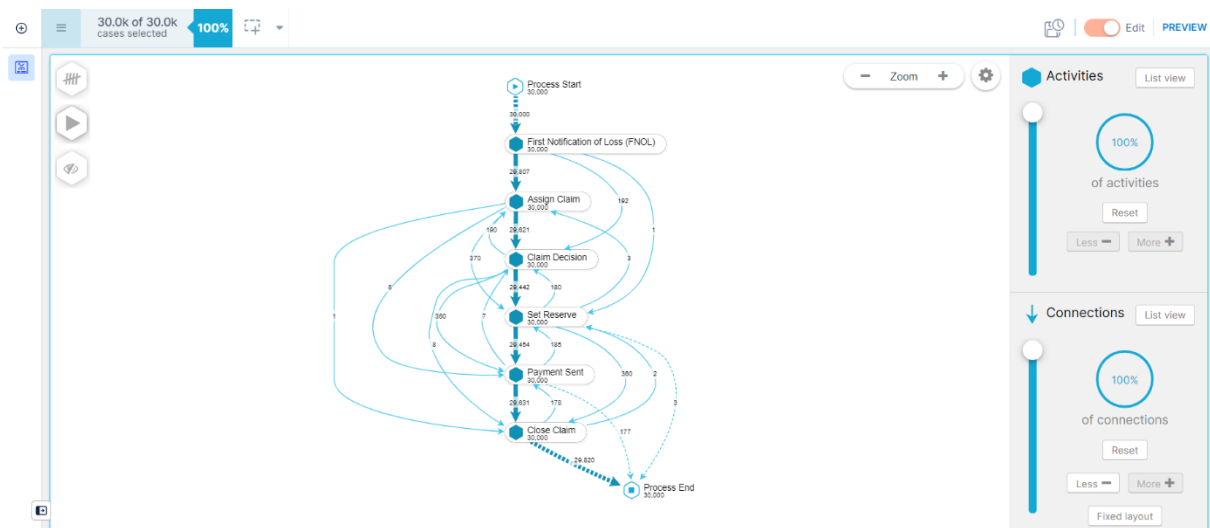 30.0k of 30.0k
cases selected
100%
Edit
PREVIEW
Process Start
30,000
Zoom
30,000
First Notification of Loss (FNOL)
30,000
29,807
Assign Claim
30,000
192
190
29,621
1
Claim Decision
30,000
370
3
29,442
180
8
Set Reserve
30,000
1
360
7
29,454
185
8
Payment Sent
30,000
360
2
29,631
178
3
Close Claim
30,000
177
29,820
Process End
30,000
Activities
List view
100%
of activities
Reset
Less
More
Connections
List view
100%
of connections
Reset
Less
More
Fixed layout